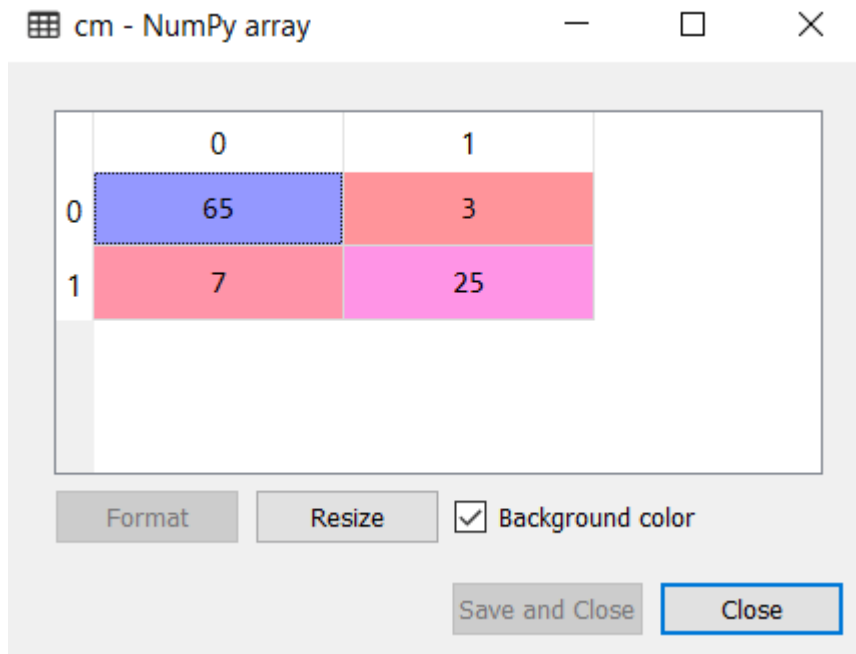 cm - NumPy array
0 1
0 65 3
1 7 25
Format Resize Background color
Save and Close Close